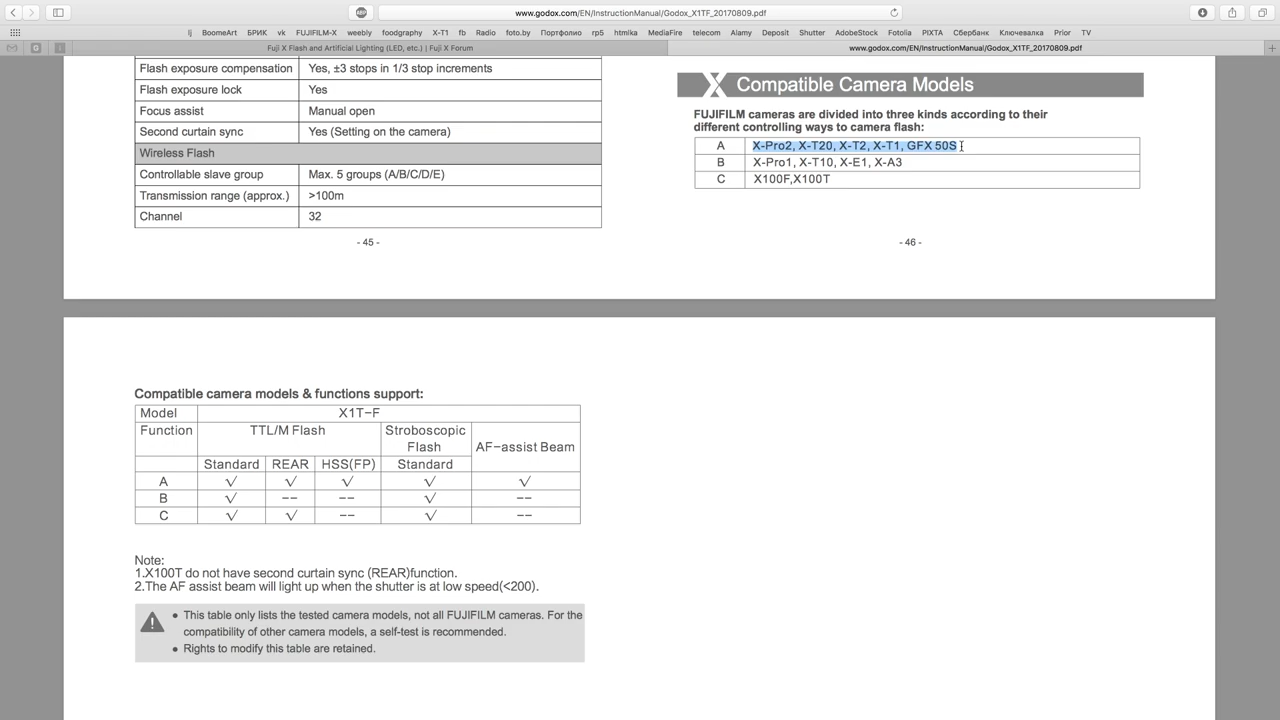 www.godox.com/EN/InstructionManual/Godox_X1TF_20170809.pdf
lj BoomeArt БРИК vk FUJIFILM-X weebly foodgraphy X-T1 fb Radio foto.by Портфолио rp5 htmlka MediaFire telecom Alamy Deposit Shutter AdobeStock Fotolia PIXTA Сбербанк Ключевалка Prior TV
Fuji X Flash and Artificial Lighting (LED, etc.) | Fuji X Forum
www.godox.com/EN/InstructionManual/Godox_X1TF_20170809.pdf
Flash exposure compensation Yes, ±3 stops in 1/3 stop increments
Flash exposure lock Yes
Focus assist Manual open
Second curtain sync Yes (Setting on the camera)
Wireless Flash
Controllable slave group Max. 5 groups (A/B/C/D/E)
Transmission range (approx.) >100m
Channel 32
- 45 -
Compatible Camera Models
FUJIFILM cameras are divided into three kinds according to their
different controlling ways to camera flash:
A X-Pro2, X-T20, X-T2, X-T1, GFX 50S
B X-Pro1, X-T10, X-E1, X-A3
C X100F,X100T
- 46 -
Compatible camera models & functions support:
Model X1T-F
Function TTL/M Flash Stroboscopic Flash AF-assist Beam
Standard REAR HSS(FP) Standard
A √ √ √ √ √
B √ -- -- √ --
C √ √ -- √ --
Note:
1.X100T do not have second curtain sync (REAR)function.
2.The AF assist beam will light up when the shutter is at low speed(<200).
• This table only lists the tested camera models, not all FUJIFILM cameras. For the
compatibility of other camera models, a self-test is recommended.
• Rights to modify this table are retained.